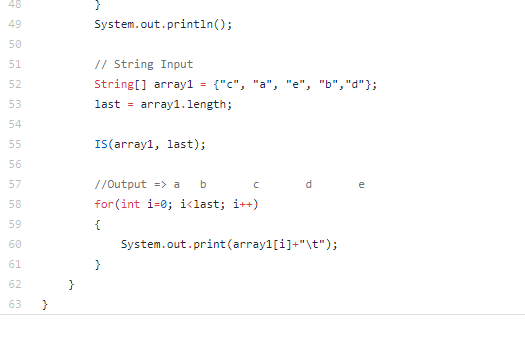 48 }
49 System.out.println();
50
51 // String Input
52 String[] array1 = {"c", "a", "e", "b","d"};
53 last = array1.length;
54
55 IS(array1, last);
56
57 //Output => a b c d e
58 for(int i=0; i<last; i++)
59 {
60 System.out.print(array1[i]+"\t");
61 }
62 }
63 }